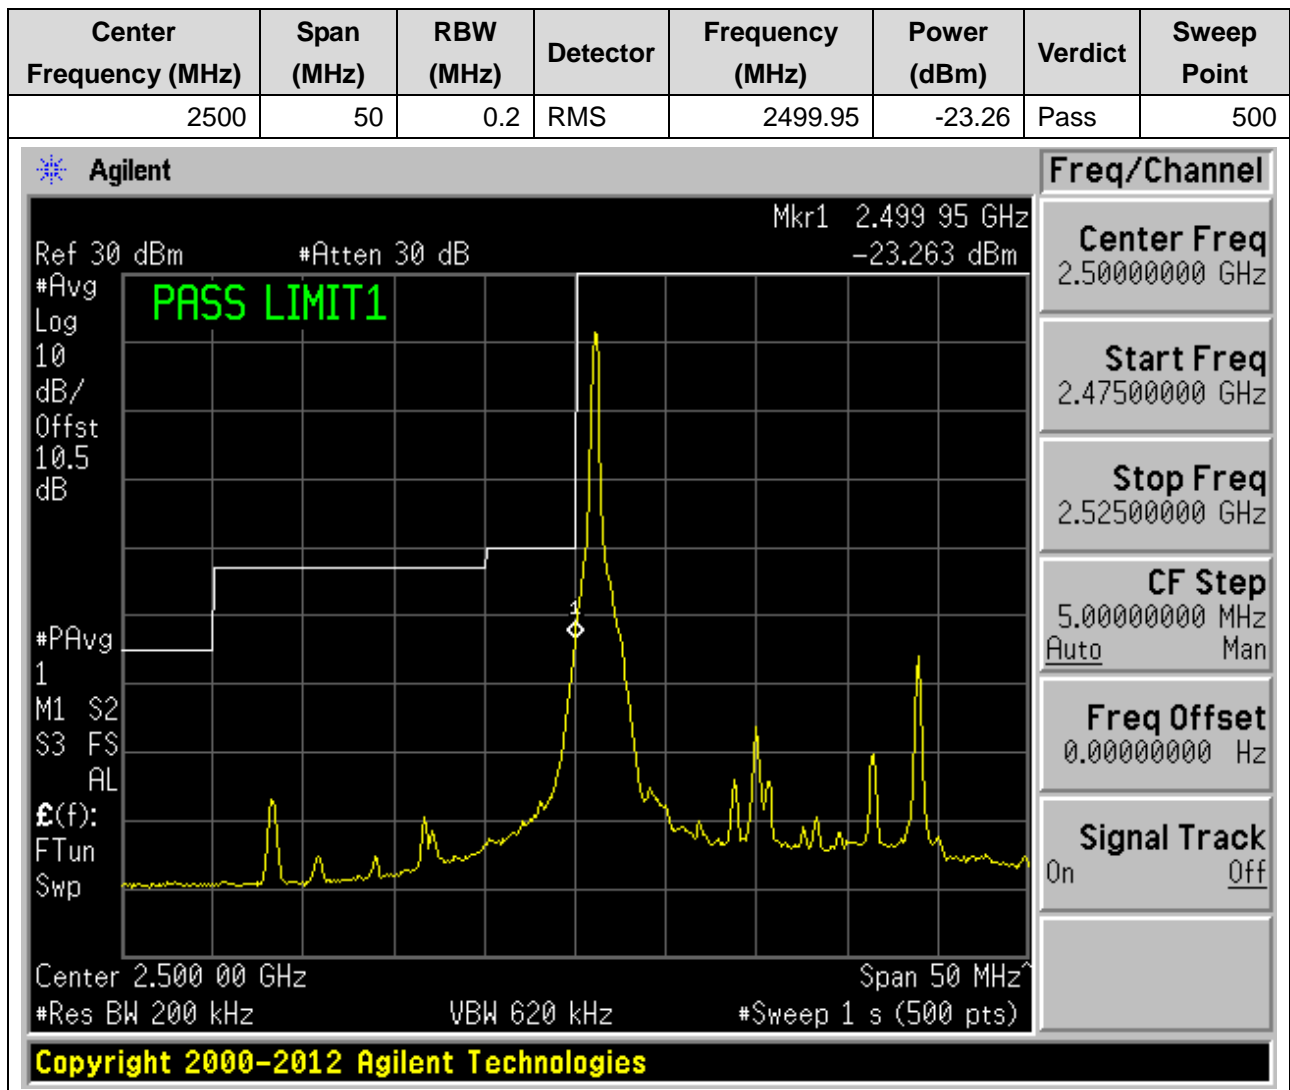 Center Frequency (MHz) Span (MHz) RBW (MHz) Detector Frequency (MHz) Power (dBm) Verdict Sweep Point
2500 50 0.2 RMS 2499.95 -23.26 Pass 500
Agilent
Freq/Channel
Mkr1 2.499 95 GHz
Ref 30 dBm #Atten 30 dB -23.263 dBm
#Avg
Log
10
dB/
Offst
10.5
dB
PASS LIMIT1
1
#PAvg
1
M1 S2
S3 FS
AL
£(f):
FTun
Swp
Center 2.500 00 GHz Span 50 MHz^
#Res BW 200 kHz VBW 620 kHz #Sweep 1 s (500 pts)
Center Freq
2.50000000 GHz
Start Freq
2.47500000 GHz
Stop Freq
2.52500000 GHz
CF Step
5.00000000 MHz
Auto Man
Freq Offset
0.00000000 Hz
Signal Track
On Off
Copyright 2000-2012 Agilent Technologies